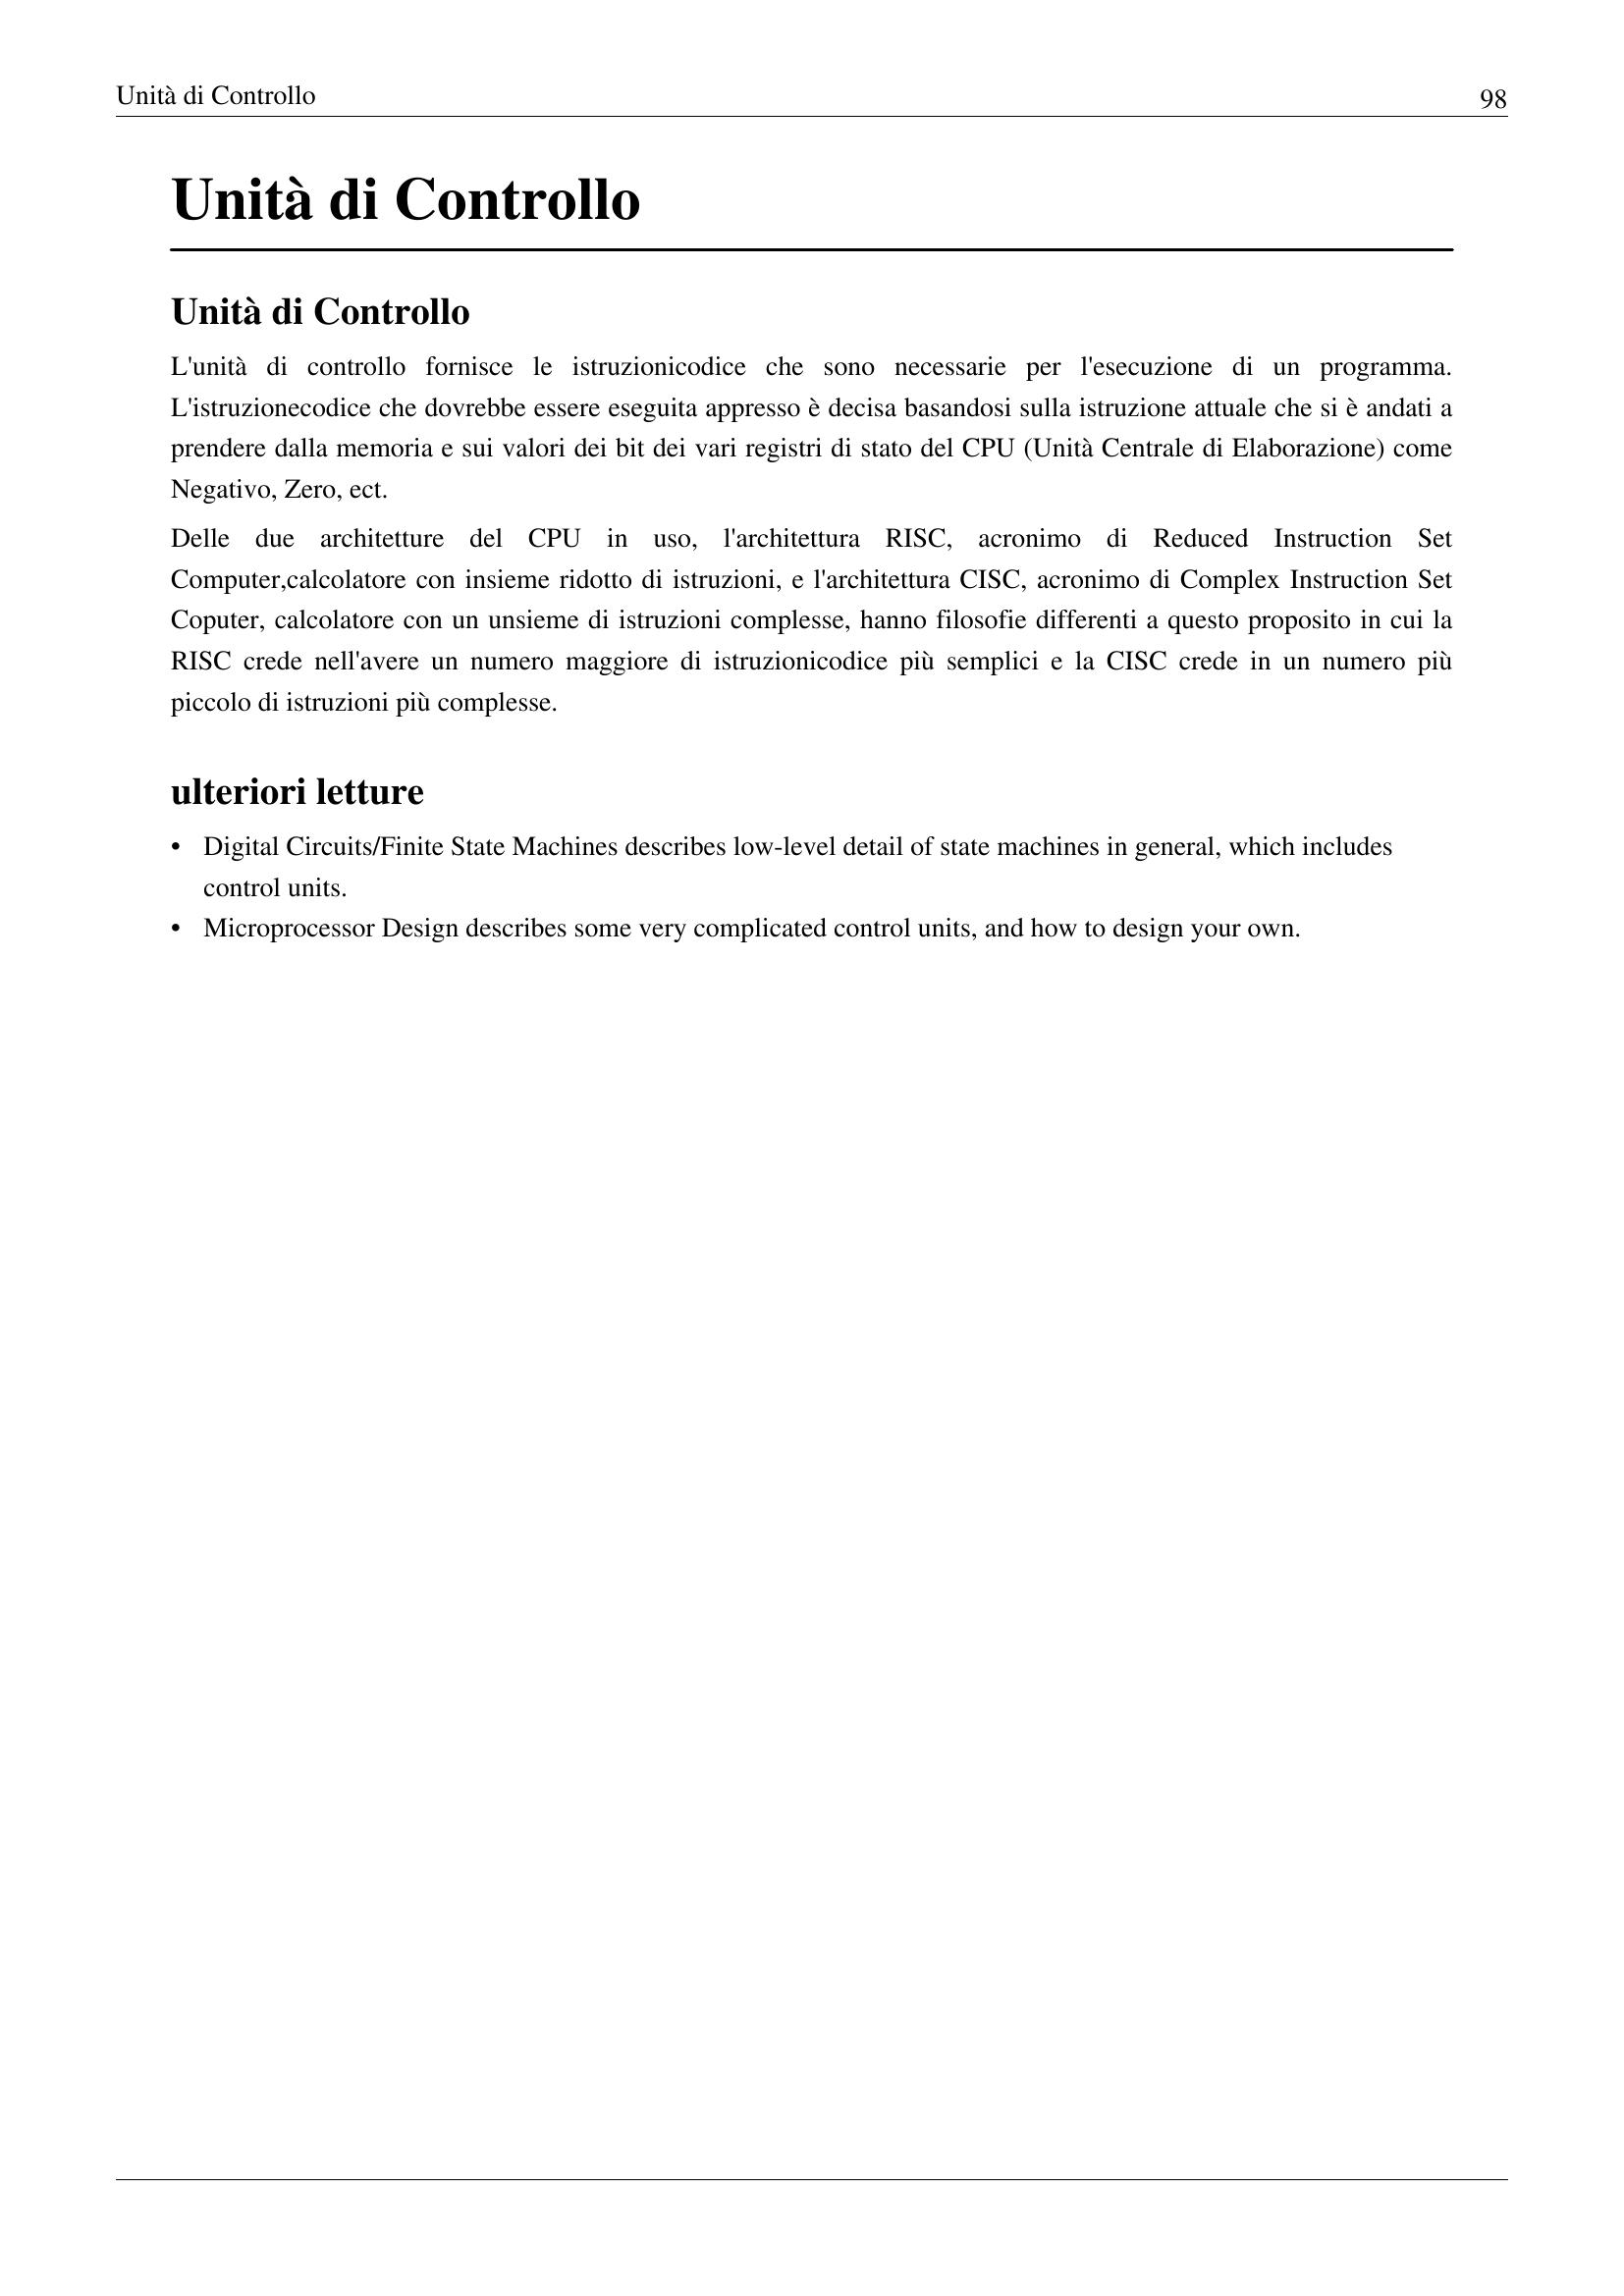 Unità di Controllo 98
Unità di Controllo
Unità di Controllo
L'unità di controllo fornisce le istruzionicodice che sono necessarie per l'esecuzione di un programma.
L'istruzionecodice che dovrebbe essere eseguita appresso è decisa basandosi sulla istruzione attuale che si è andati a
prendere dalla memoria e sui valori dei bit dei vari registri di stato del CPU (Unità Centrale di Elaborazione) come
Negativo, Zero, ect.
Delle due architetture del CPU in uso, l'architettura RISC, acronimo di Reduced Instruction Set
Computer,calcolatore con insieme ridotto di istruzioni, e l'architettura CISC, acronimo di Complex Instruction Set
Coputer, calcolatore con un unsieme di istruzioni complesse, hanno filosofie differenti a questo proposito in cui la
RISC crede nell'avere un numero maggiore di istruzionicodice più semplici e la CISC crede in un numero più
piccolo di istruzioni più complesse.
ulteriori letture
• Digital Circuits/Finite State Machines describes low-level detail of state machines in general, which includes
control units.
• Microprocessor Design describes some very complicated control units, and how to design your own.